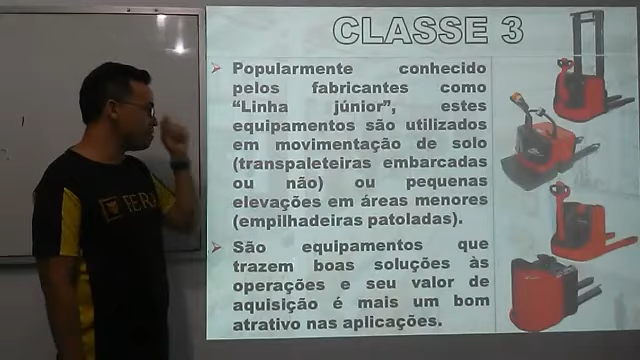 CLASSE 3
Popularmente conhecido
pelos fabricantes como
“Linha júnior”, estes
equipamentos são utilizados
em movimentação de solo
(transpaleteiras embarcadas
ou não) ou pequenas
elevações em áreas menores
(empilhadeiras patoladas).
São equipamentos que
trazem boas soluções às
operações e seu valor de
aquisição é mais um bom
atrativo nas aplicações.